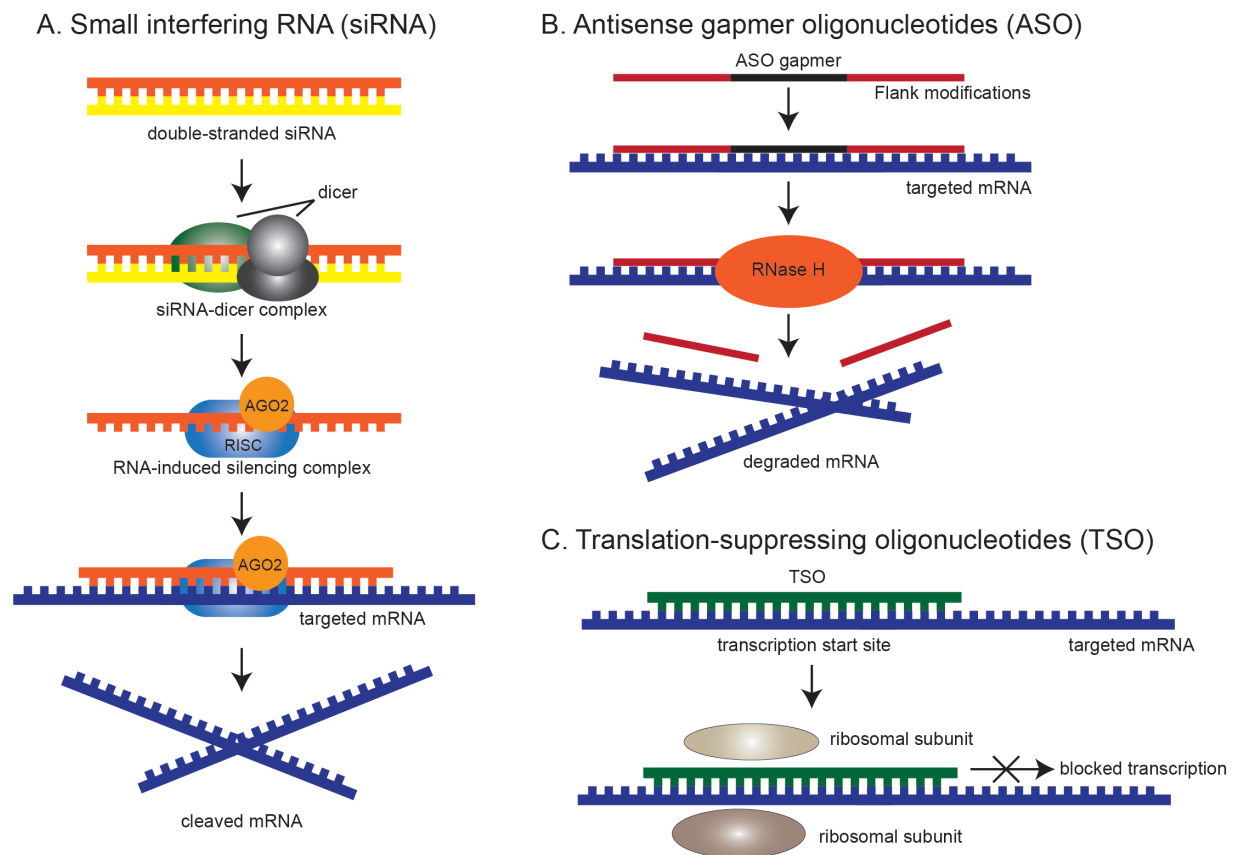 A. Small interfering RNA (siRNA)
double-stranded siRNA
dicer
siRNA-dicer complex
AGO2
RISC
RNA-induced silencing complex
AGO2
targeted mRNA
cleaved mRNA
B. Antisense gapmer oligonucleotides (ASO)
ASO gapmer
Flank modifications
targeted mRNA
RNase H
degraded mRNA
C. Translation-suppressing oligonucleotides (TSO)
TSO
transcription start site
targeted mRNA
ribosomal subunit
blocked transcription
ribosomal subunit